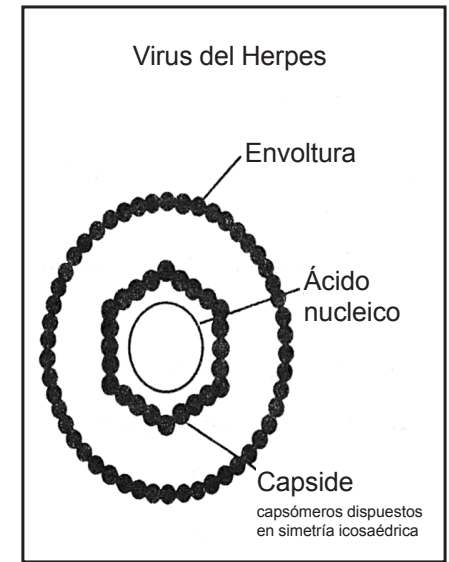 Virus del Herpes
Envoltura
Ácido
nucleico
Capside
capsómeros dispuestos
en simetría icosaédrica